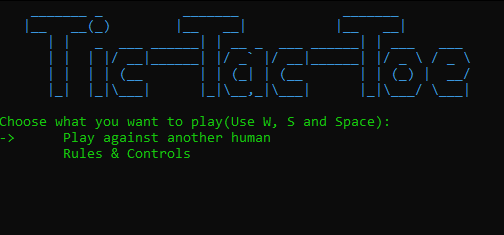 Tic-Tac-Toe
Choose what you want to play(Use W, S and Space):
-> Play against another human
Rules & Controls